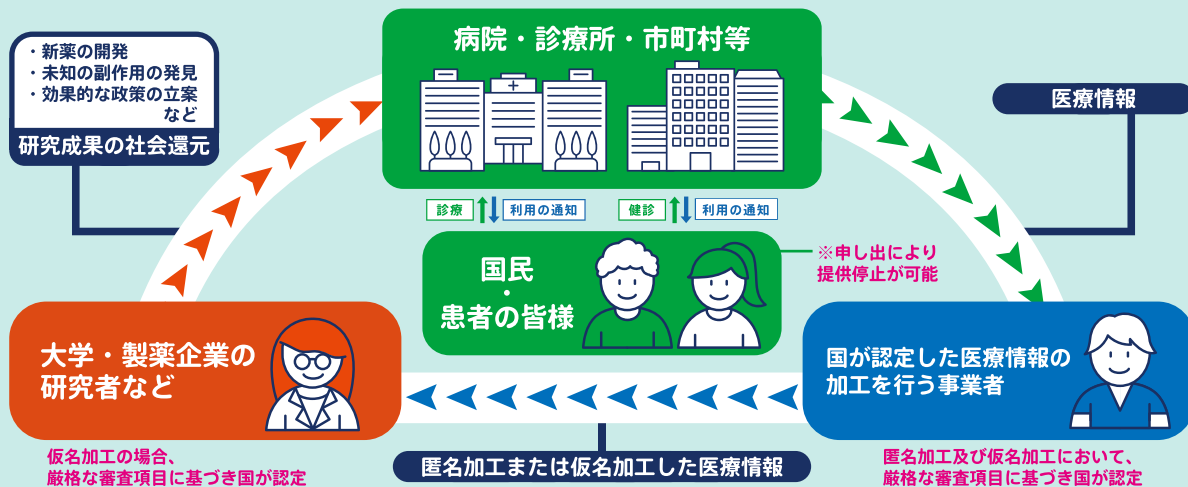 ・新薬の開発
・未知の副作用の発見
・効果的な政策の立案
など
研究成果の社会還元
病院・診療所・市町村等
医療情報
診療
利用の通知
健診
利用の通知
国民
・
患者の皆様
※申し出により
提供停止が可能
大学・製薬企業の
研究者など
国が認定した医療情報の
加工を行う事業者
仮名加工の場合、
厳格な審査項目に基づき国が認定
匿名加工または仮名加工した医療情報
匿名加工及び仮名加工において、
厳格な審査項目に基づき国が認定